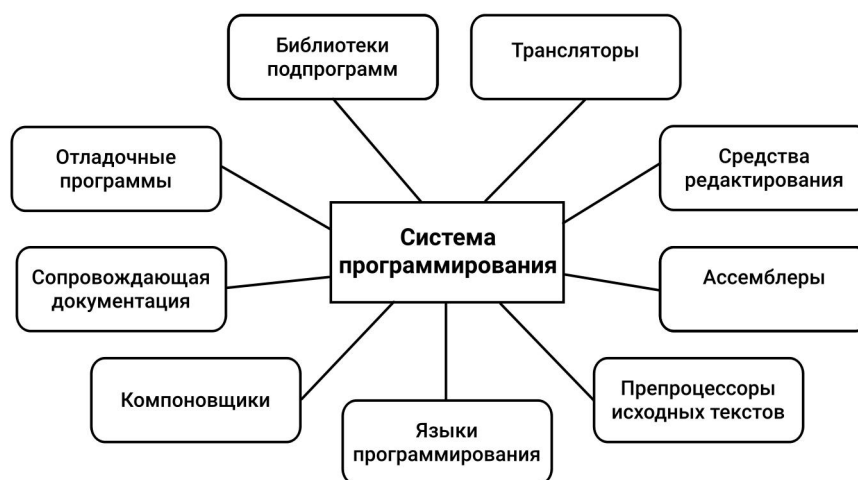 Библиотеки
подпрограмм
Трансляторы
Отладочные
программы
Средства
редактирования
Система
программирования
Сопровождающая
документация
Ассемблеры
Компоновщики
Препроцессоры
исходных текстов
Языки
программирования